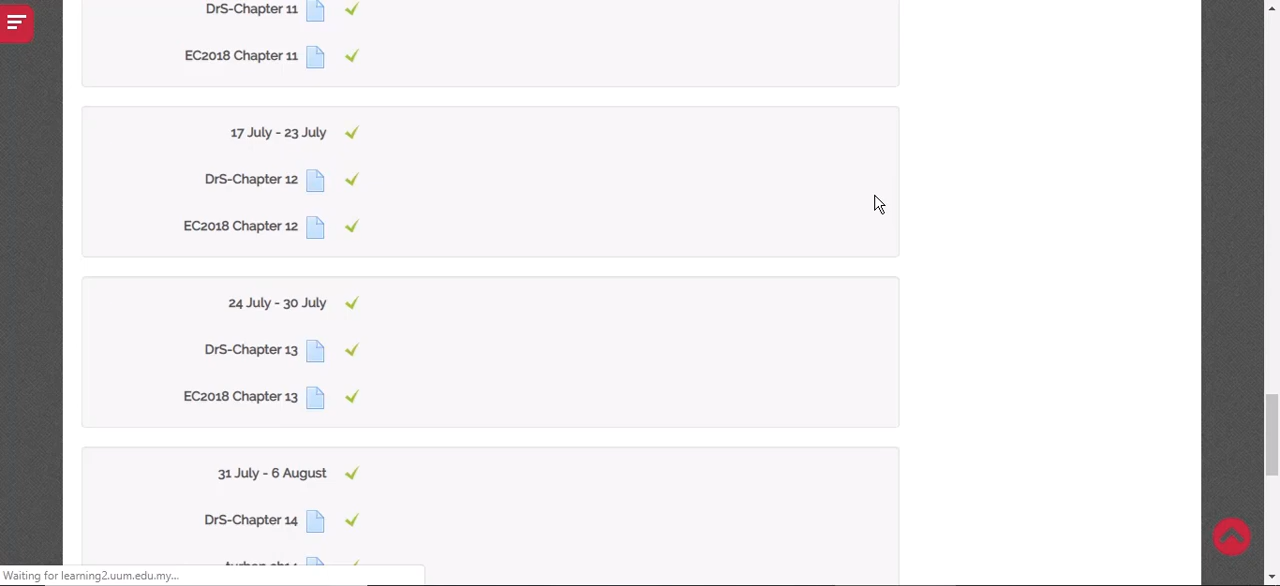 DrS-Chapter 11
EC2018 Chapter 11
17 July - 23 July
DrS-Chapter 12
EC2018 Chapter 12
24 July - 30 July
DrS-Chapter 13
EC2018 Chapter 13
31 July - 6 August
DrS-Chapter 14
Waiting for learning2.uum.edu.my...